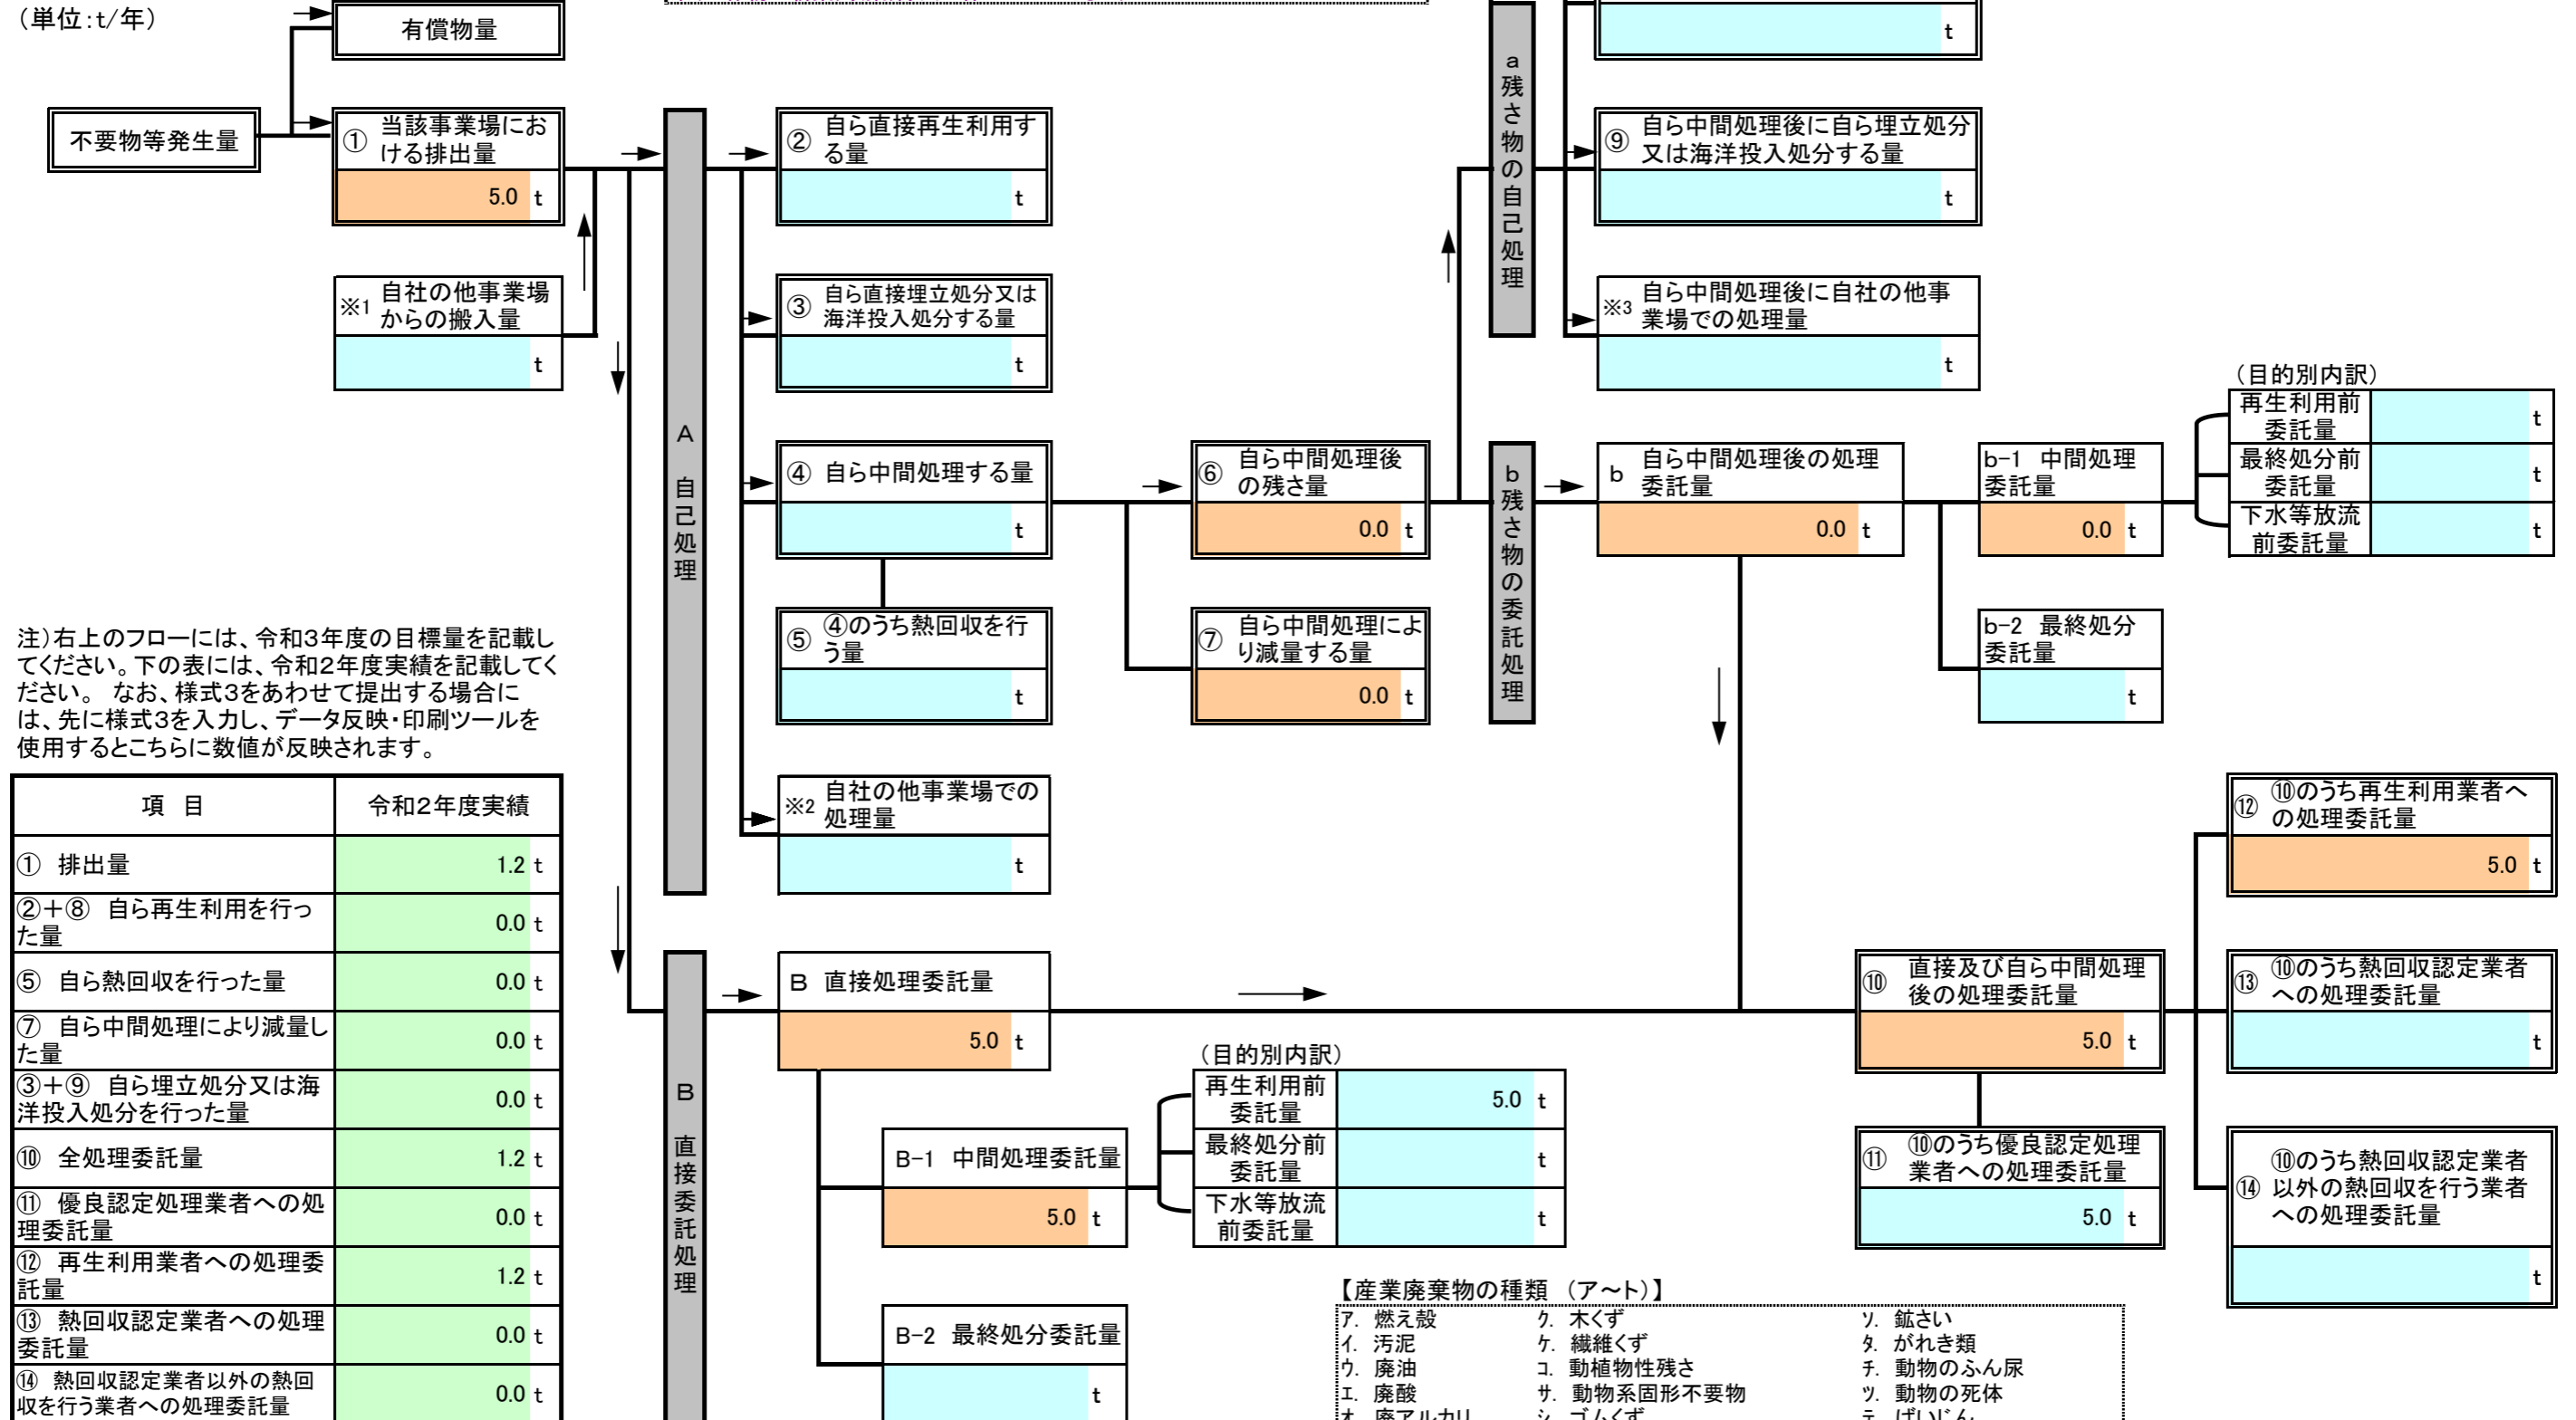 （単位：t/年）
有償物量
t
不要物等発生量
① 当該事業場にお
ける排出量
5.0 t
② 自ら直接再生利用す
る量
t
a 残さ物の自己処理
⑨ 自ら中間処理後に自ら埋立処分
又は海洋投入処分する量
t
※1 自社の他事業場
からの搬入量
t
③ 自ら直接埋立処分又は
海洋投入処分する量
t
※3 自ら中間処理後に自社の他事
業場での処理量
t
A 自己処理
④ 自ら中間処理する量
t
⑥ 自ら中間処理後
の残さ量
0.0 t
b 残さ物の委託処理
b 自ら中間処理後の処理
委託量
0.0 t
b-1 中間処理
委託量
0.0 t
（目的別内訳）
再生利用前
委託量
t
最終処分前
委託量
t
下水等放流
前委託量
t
⑤ ④のうち熱回収を行
う量
t
⑦ 自ら中間処理によ
り減量する量
0.0 t
b-2 最終処分
委託量
t
注）右上のフローには、令和３年度の目標量を記載し
てください。下の表には、令和２年度実績を記載してく
ださい。 なお、様式３をあわせて提出する場合に
は、先に様式３を入力し、データ反映・印刷ツールを
使用するとこちらに数値が反映されます。
※2 自社の他事業場での
処理量
t
項 目 令和２年度実績
① 排出量 1.2 t
②＋⑧ 自ら再生利用を行っ
た量 0.0 t
⑤ 自ら熱回収を行った量 0.0 t
⑦ 自ら中間処理により減量し
た量 0.0 t
③＋⑨ 自ら埋立処分又は海
洋投入処分を行った量 0.0 t
⑩ 全処理委託量 1.2 t
⑪ 優良認定処理業者への処
理委託量 0.0 t
⑫ 再生利用業者への処理委
託量 1.2 t
⑬ 熱回収認定業者への処理
委託量 0.0 t
⑭ 熱回収認定業者以外の熱回
収を行う業者への処理委託量 0.0 t
B 直接委託処理
B 直接処理委託量
5.0 t
B-1 中間処理委託量
5.0 t
（目的別内訳）
再生利用前
委託量 5.0 t
最終処分前
委託量 t
下水等放流
前委託量 t
B-2 最終処分委託量
t
⑩ 直接及び自ら中間処理
後の処理委託量
5.0 t
⑪ ⑩のうち優良認定処理
業者への処理委託量
5.0 t
⑫ ⑩のうち再生利用業者へ
の処理委託量
5.0 t
⑬ ⑩のうち熱回収認定業者
への処理委託量
t
⑭ ⑩のうち熱回収認定業者
以外の熱回収を行う業者
への処理委託量
t
【産業廃棄物の種類 （ア～ト）】
ｱ. 燃え殻 ｸ. 木くず ｿ. 鉱さい
ｲ. 汚泥 ｹ. 繊維くず ﾀ. がれき類
ｳ. 廃油 ｺ. 動植物性残さ ﾁ. 動物のふん尿
ｴ. 廃酸 ｻ. 動物系固形不要物 ﾂ. 動物の死体
ｵ. 廃アルカリ ｼ. ゴムくず ﾃ. ばいじん